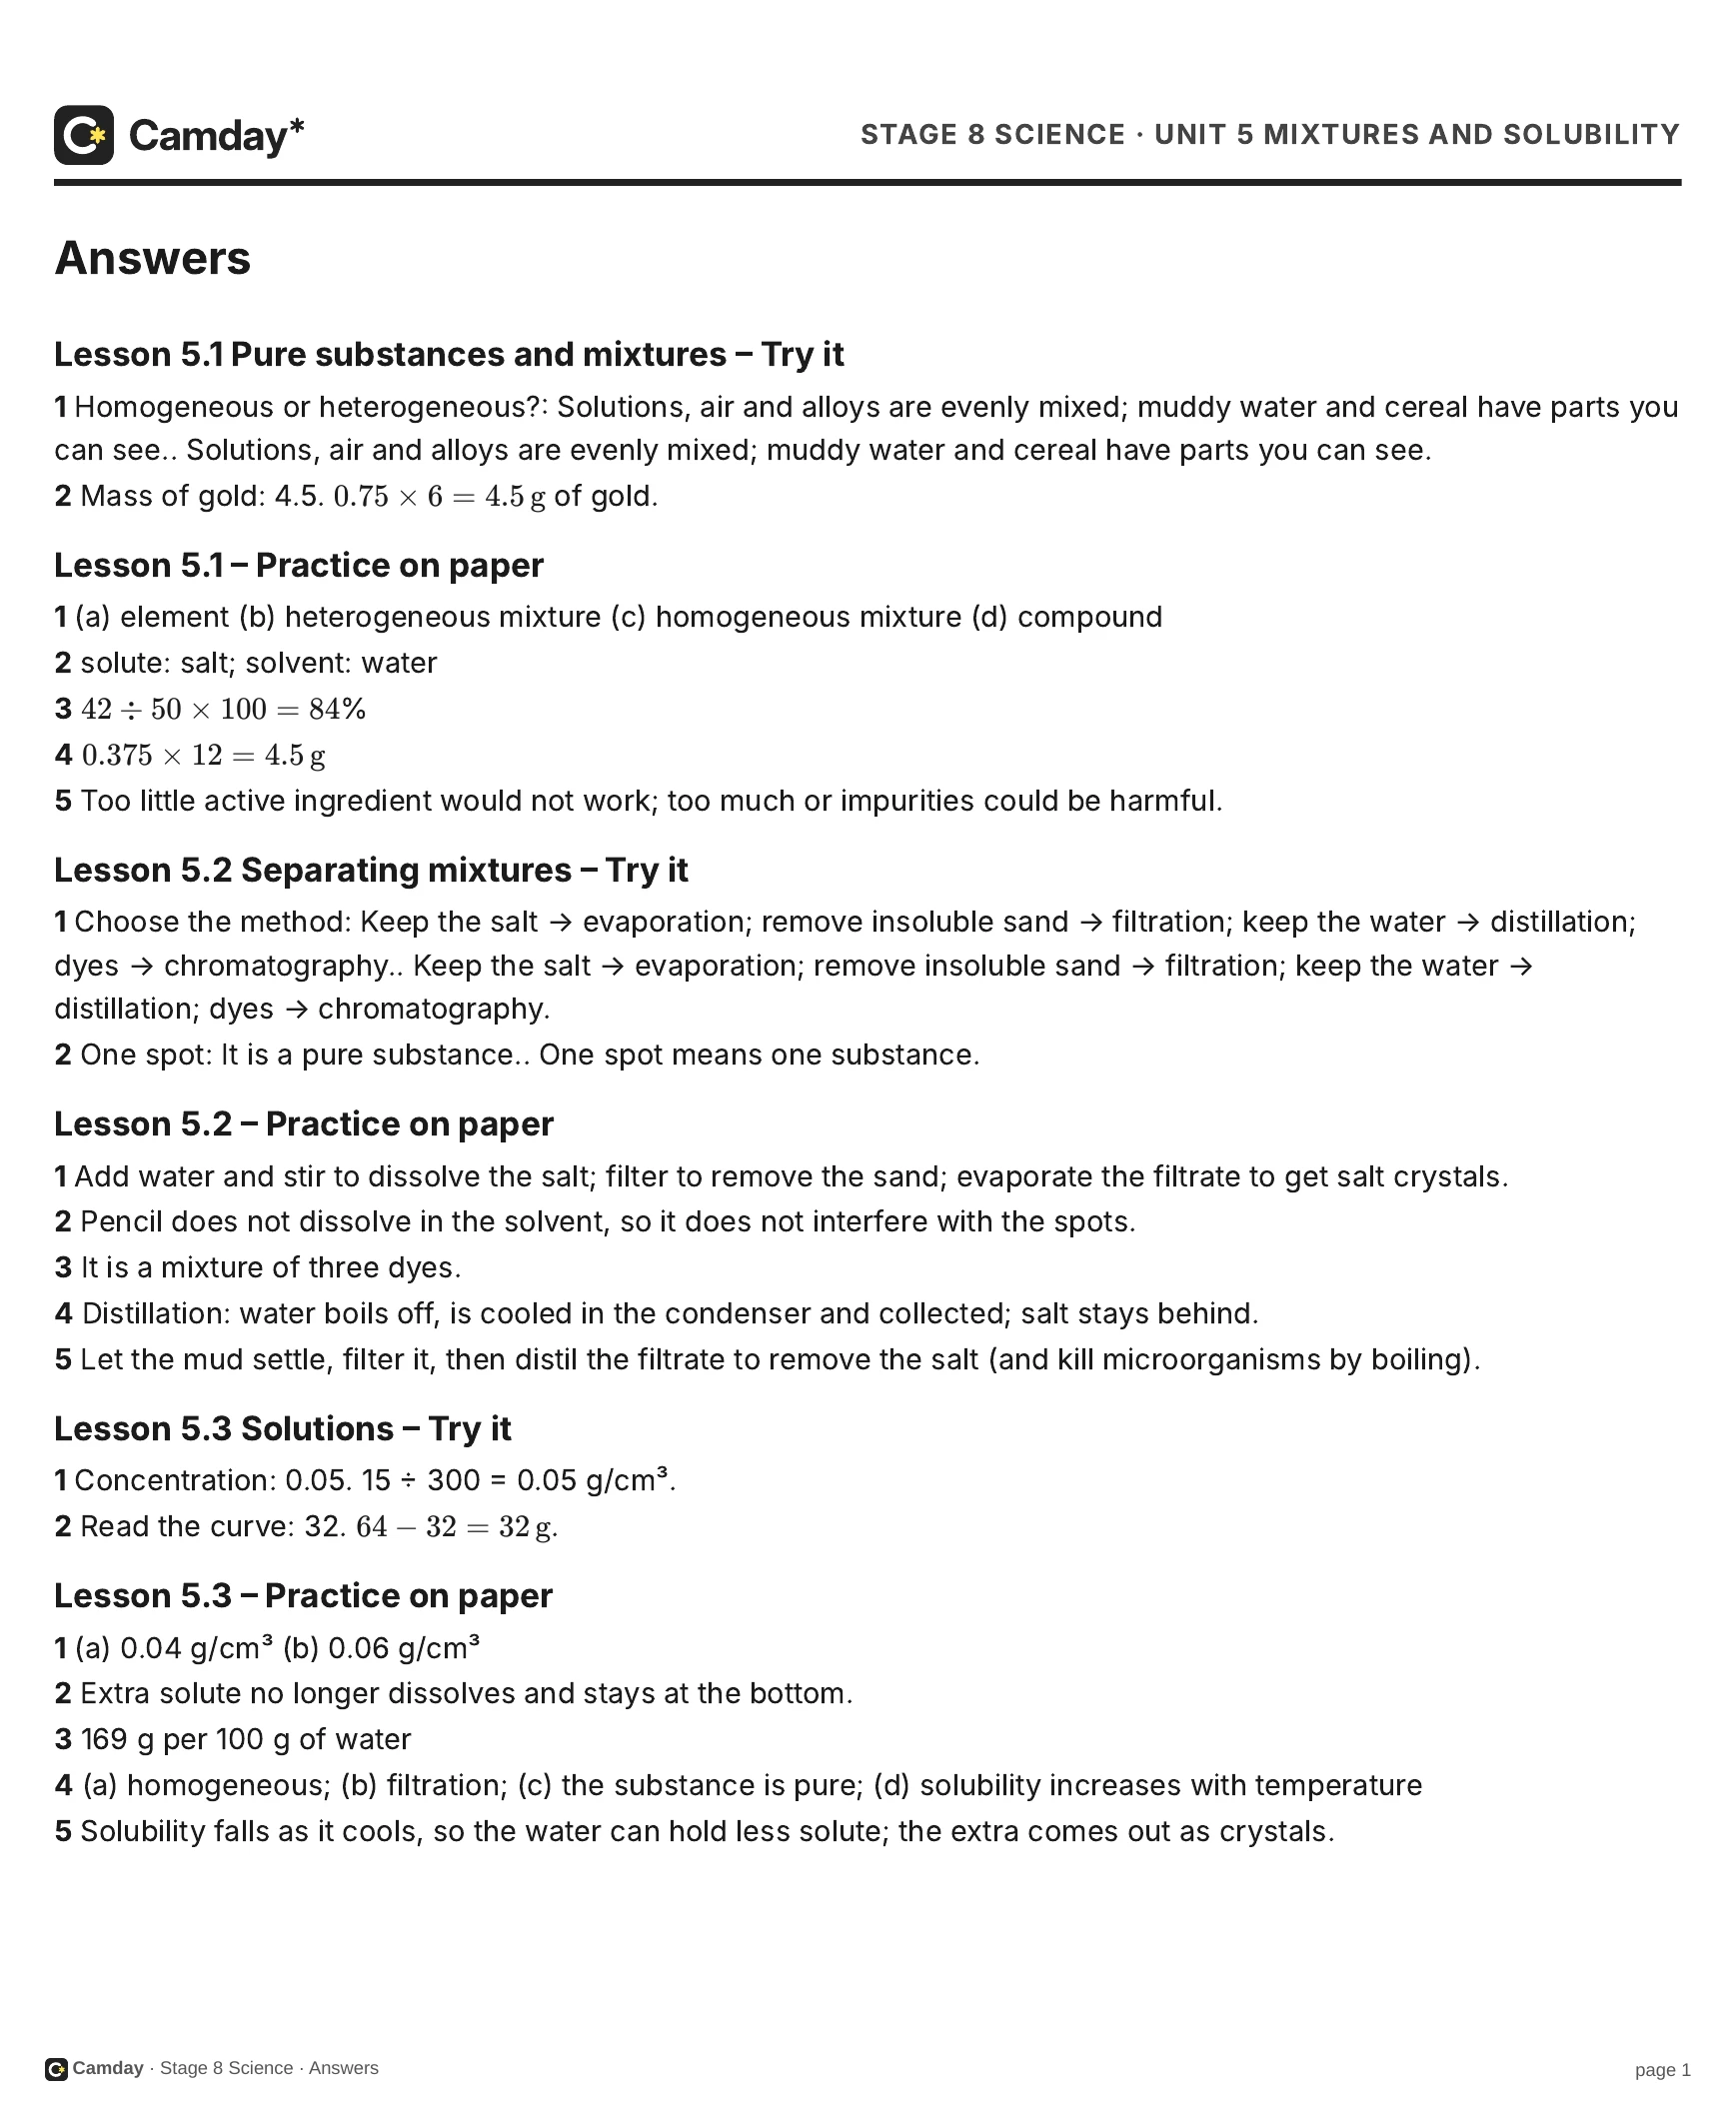 Camday*
STAGE 8 SCIENCE · UNIT 5 MIXTURES AND SOLUBILITY
Answers
Lesson 5.1 Pure substances and mixtures – Try it
1 Homogeneous or heterogeneous?: Solutions, air and alloys are evenly mixed; muddy water and cereal have parts you
can see.. Solutions, air and alloys are evenly mixed; muddy water and cereal have parts you can see.
2 Mass of gold: 4.5. 0.75 × 6 = 4.5 g of gold.
Lesson 5.1 – Practice on paper
1 (a) element (b) heterogeneous mixture (c) homogeneous mixture (d) compound
2 solute: salt; solvent: water
3 42 ÷ 50 × 100 = 84%
4 0.375 × 12 = 4.5 g
5 Too little active ingredient would not work; too much or impurities could be harmful.
Lesson 5.2 Separating mixtures – Try it
1 Choose the method: Keep the salt → evaporation; remove insoluble sand → filtration; keep the water → distillation;
dyes → chromatography.. Keep the salt → evaporation; remove insoluble sand → filtration; keep the water →
distillation; dyes → chromatography.
2 One spot: It is a pure substance.. One spot means one substance.
Lesson 5.2 – Practice on paper
1 Add water and stir to dissolve the salt; filter to remove the sand; evaporate the filtrate to get salt crystals.
2 Pencil does not dissolve in the solvent, so it does not interfere with the spots.
3 It is a mixture of three dyes.
4 Distillation: water boils off, is cooled in the condenser and collected; salt stays behind.
5 Let the mud settle, filter it, then distil the filtrate to remove the salt (and kill microorganisms by boiling).
Lesson 5.3 Solutions – Try it
1 Concentration: 0.05. 15 ÷ 300 = 0.05 g/cm³.
2 Read the curve: 32. 64 − 32 = 32 g.
Lesson 5.3 – Practice on paper
1 (a) 0.04 g/cm³ (b) 0.06 g/cm³
2 Extra solute no longer dissolves and stays at the bottom.
3 169 g per 100 g of water
4 (a) homogeneous; (b) filtration; (c) the substance is pure; (d) solubility increases with temperature
5 Solubility falls as it cools, so the water can hold less solute; the extra comes out as crystals.
Camday · Stage 8 Science · Answers
page 1